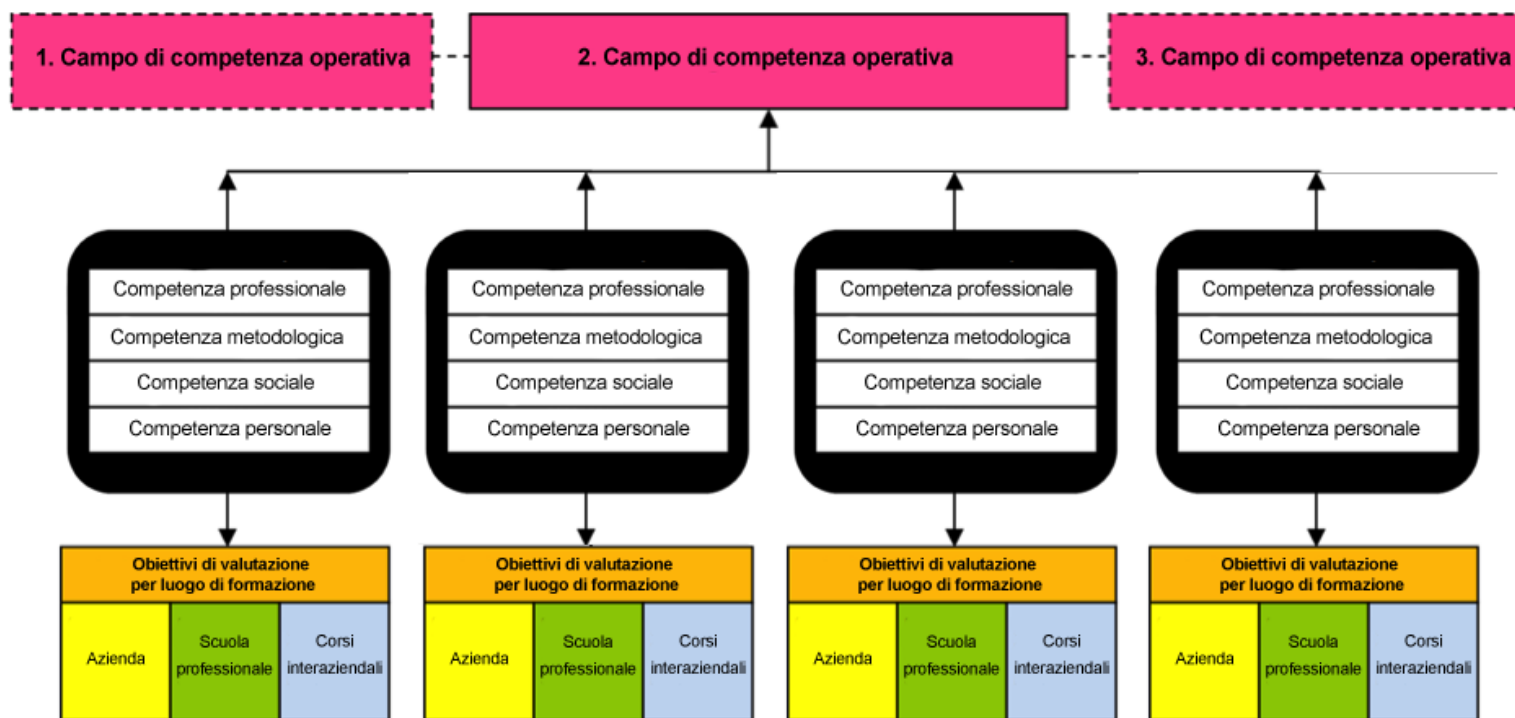 1. Campo di competenza operativa
2. Campo di competenza operativa
3. Campo di competenza operativa
Competenza professionale
Competenza metodologica
Competenza sociale
Competenza personale
Competenza professionale
Competenza metodologica
Competenza sociale
Competenza personale
Competenza professionale
Competenza metodologica
Competenza sociale
Competenza personale
Competenza professionale
Competenza metodologica
Competenza sociale
Competenza personale
Obiettivi di valutazione
per luogo di formazione
Azienda
Scuola
professionale
Corsi
interaziendali
Obiettivi di valutazione
per luogo di formazione
Azienda
Scuola
professionale
Corsi
interaziendali
Obiettivi di valutazione
per luogo di formazione
Azienda
Scuola
professionale
Corsi
interaziendali
Obiettivi di valutazione
per luogo di formazione
Azienda
Scuola
professionale
Corsi
interaziendali